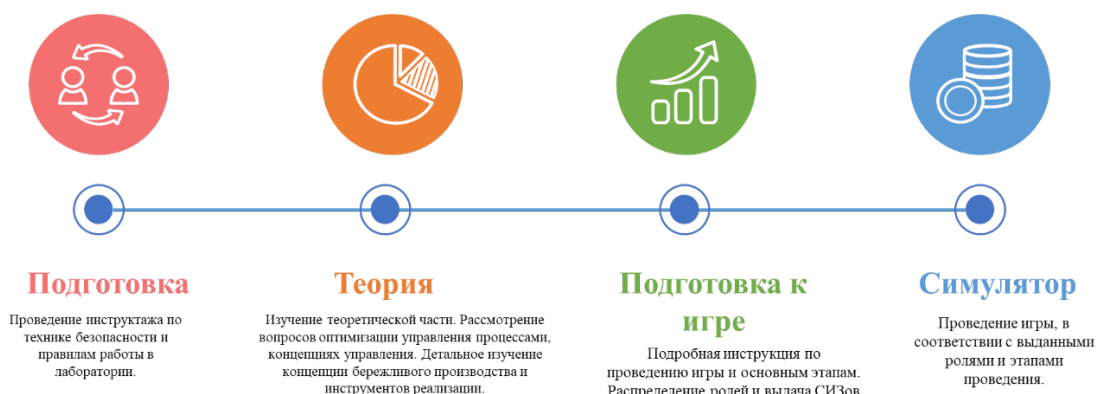 Подготовка
Проведение инструктажа по
технике безопасности и
правилам работы в
лаборатории.
Теория
Изучение теоретической части. Рассмотрение
вопросов оптимизации управления процессами,
концепциях управления. Детальное изучение
концепции бережливого производства и
инструментов реализации.
Подготовка к
игре
Подробная инструкция по
проведению игры и основным этапам.
Распределение ролей и выдача СИЗов
Симулятор
Проведение игры, в
соответствии с выданными
ролями и этапами
проведения.